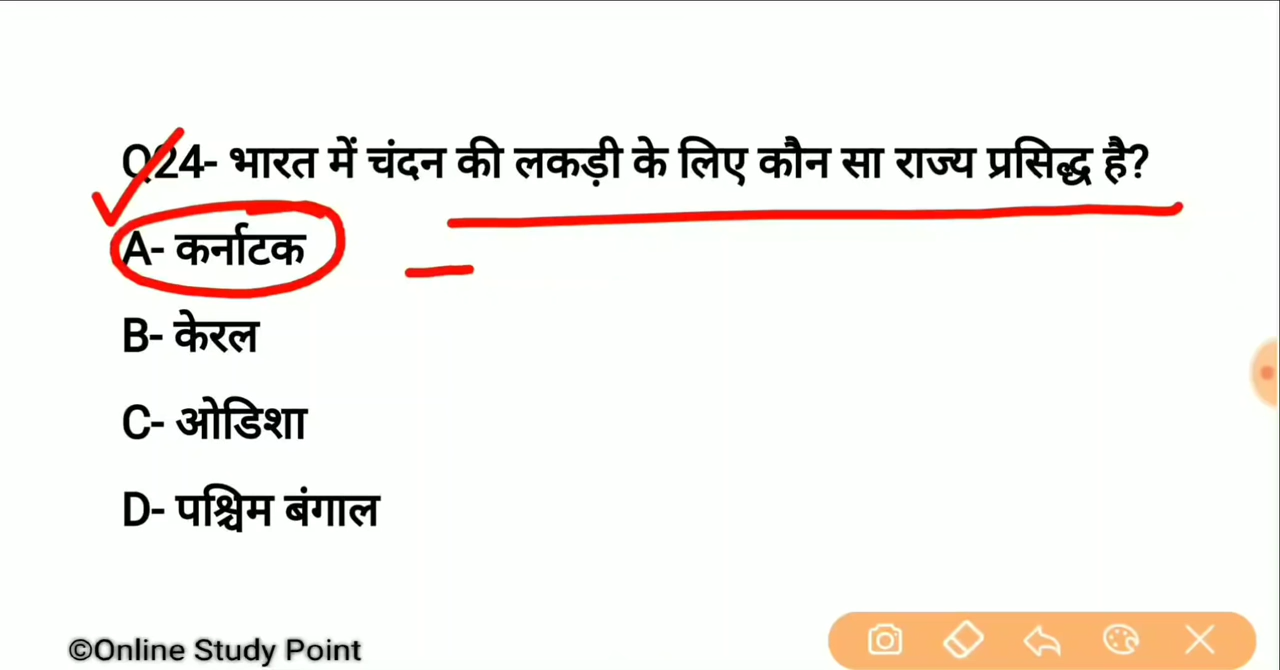 Q24- भारत में चंदन की लकड़ी के लिए कौन सा राज्य प्रसिद्ध है?
A- कर्नाटक
B- केरल
C- ओडिशा
D- पश्चिम बंगाल
©Online Study Point